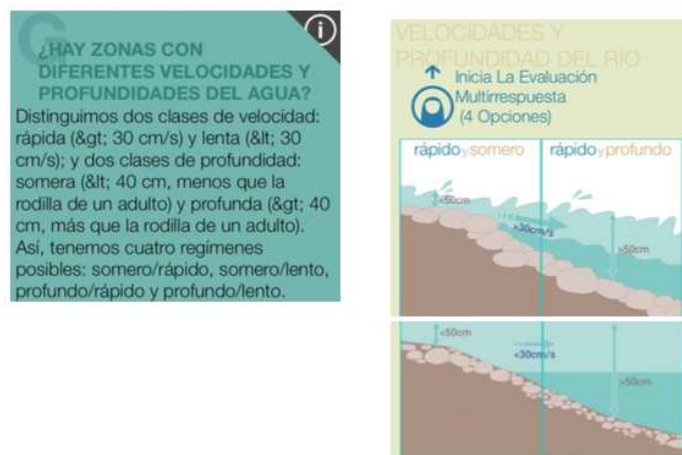 G
¿HAY ZONAS CON
DIFERENTES VELOCIDADES Y
PROFUNDIDADES DEL AGUA?
Distinguimos dos clases de velocidad:
rápida (&gt; 30 cm/s) y lenta (&lt; 30
cm/s); y dos clases de profundidad:
somera (&lt; 40 cm, menos que la
rodilla de un adulto) y profunda (&gt; 40
cm, más que la rodilla de un adulto).
Así, tenemos cuatro regímenes
posibles: somero/rápido, somero/lento,
profundo/rápido y profundo/lento.
i
VELOCIDADES Y
PROFUNDIDAD DEL RÍO
Inicia La Evaluación
Multirrespuesta
(4 Opciones)
rápido y somero rápido y profundo
<50cm
>30cm/s
>50cm
<50cm
<30cm/s
>50cm